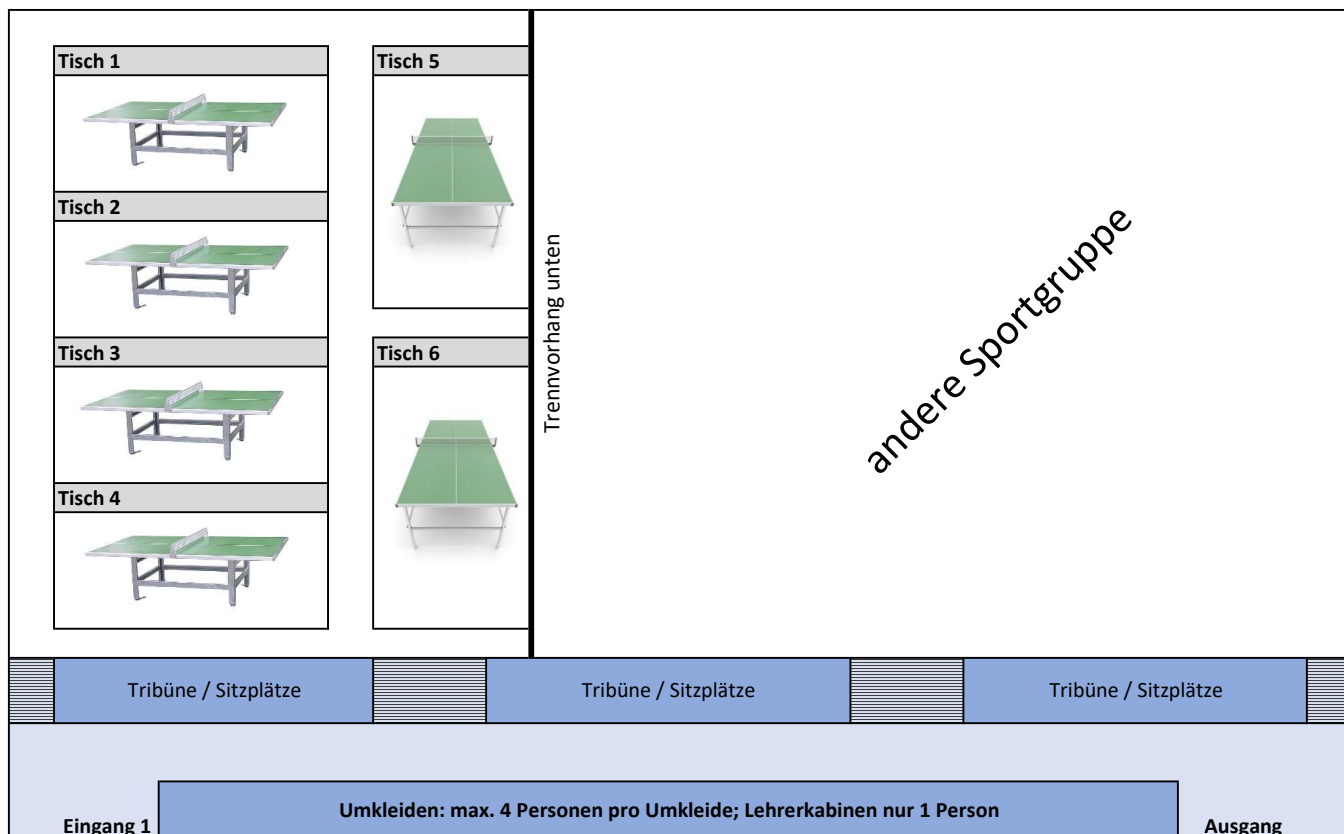 Tisch 1
Tisch 5
Tisch 2
Tisch 3
Tisch 6
Tisch 4
Trennvorhang unten
andere Sportgruppe
Tribüne / Sitzplätze
Tribüne / Sitzplätze
Tribüne / Sitzplätze
Umkleiden: max. 4 Personen pro Umkleide; Lehrerkabinen nur 1 Person
Eingang 1
Ausgang